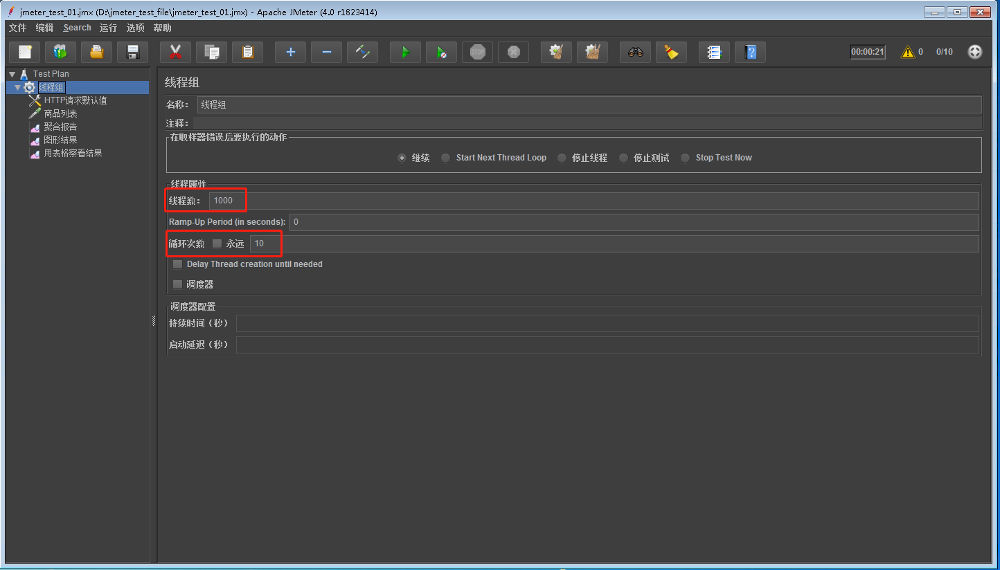 jmeter_test_01.jmx (D:\jmeter_test_file\jmeter_test_01.jmx) - Apache JMeter (4.0 r1823414)
文件 编辑 Search 运行 选项 帮助
STOP 00:00:21 0 0/10
Test Plan
线程组
HTTP请求默认值
商品列表
聚合报告
图形结果
用表格察看结果
线程组
名称： 线程组
注释：
在取样器错误后要执行的动作
继续 Start Next Thread Loop 停止线程 停止测试 Stop Test Now
线程属性
线程数： 1000
Ramp-Up Period (in seconds): 0
循环次数 永远 10
Delay Thread creation until needed
调度器
调度器配置
持续时间（秒）
启动延迟（秒）